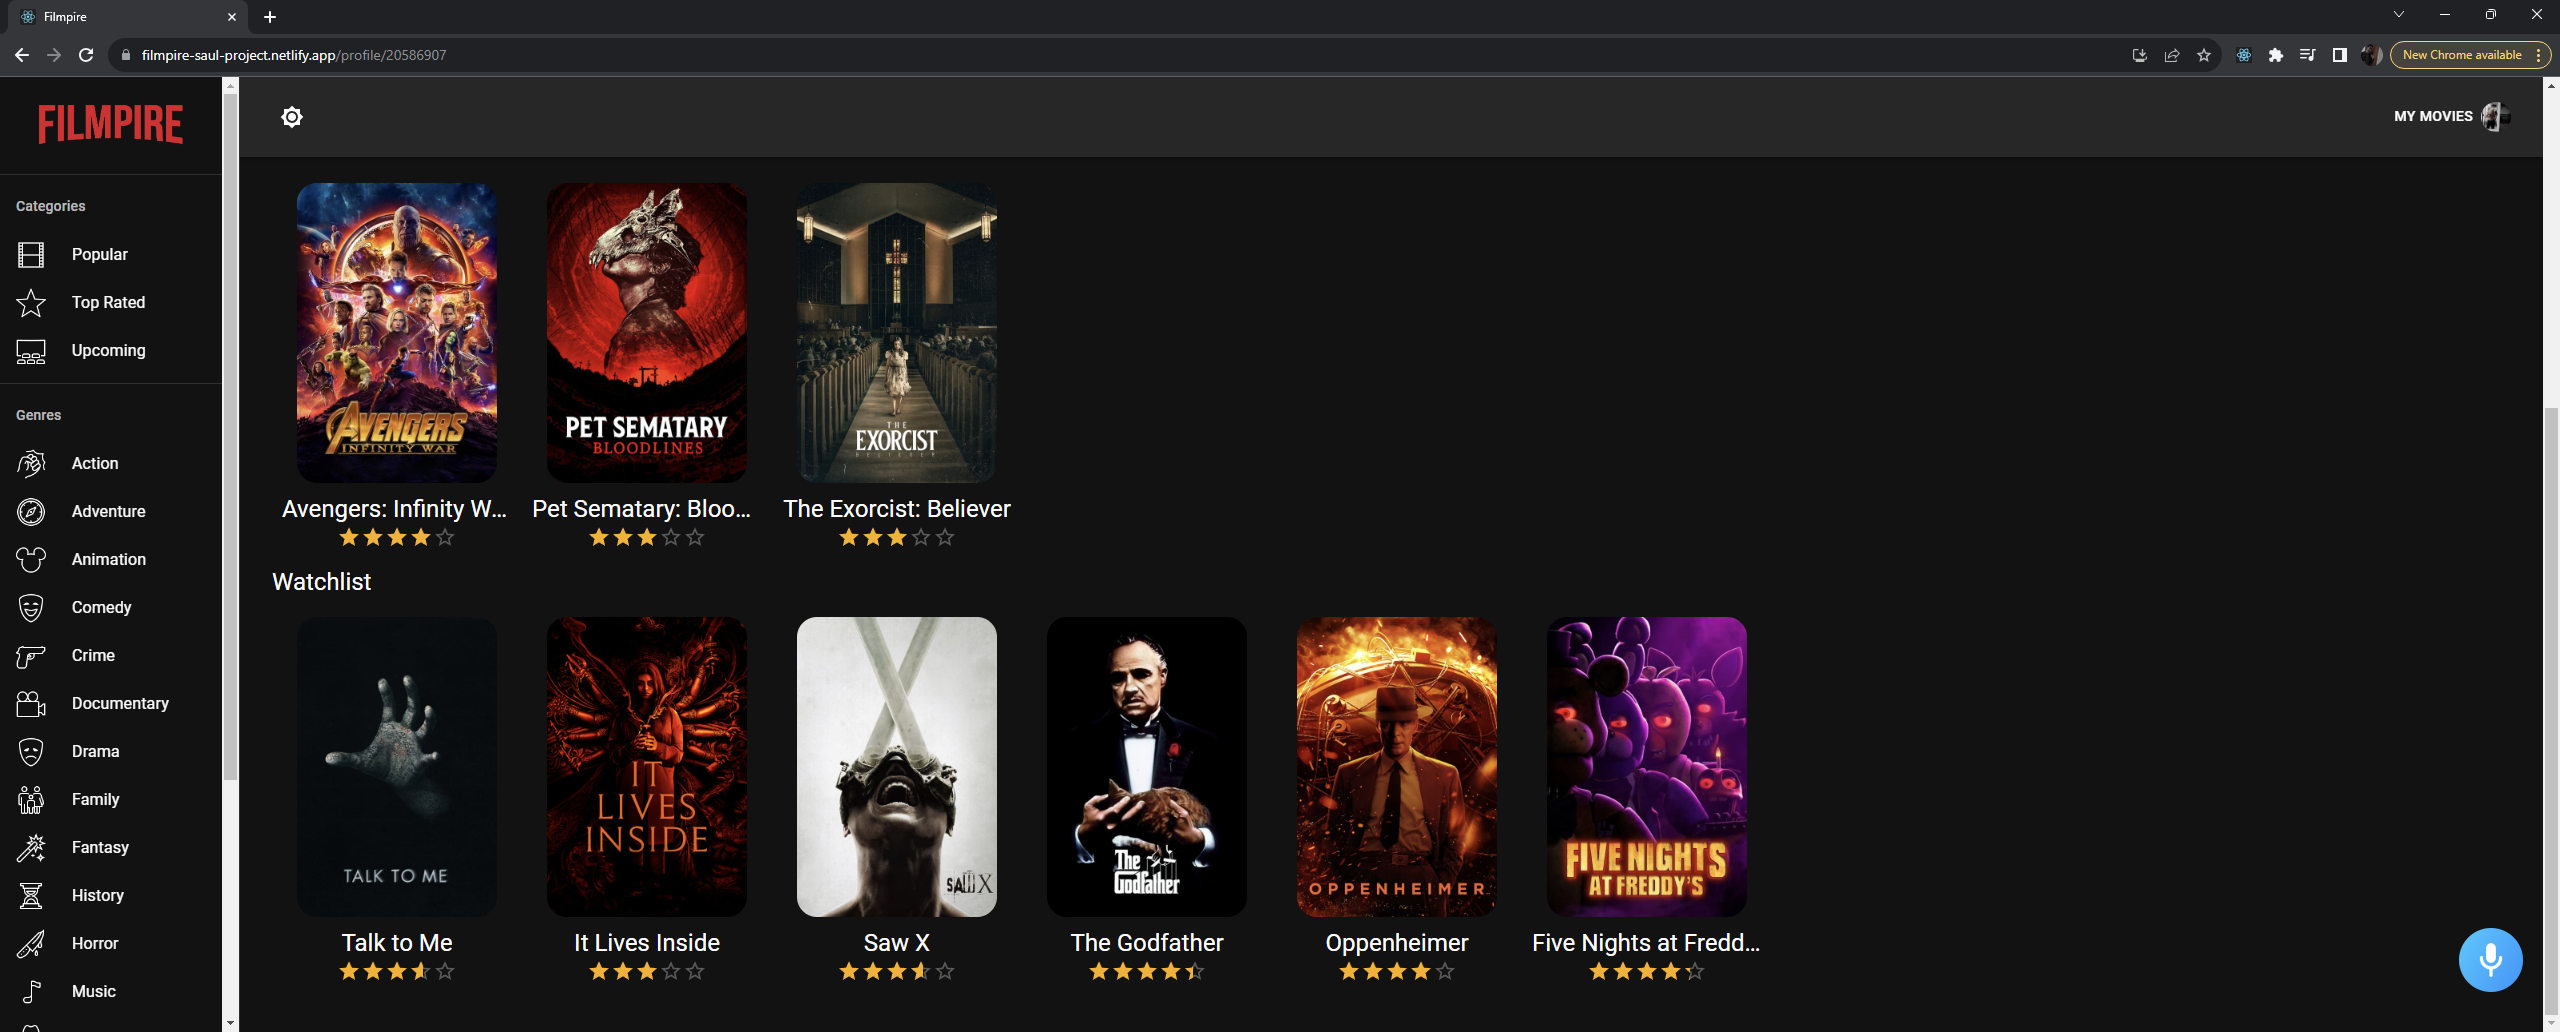 Filmpire
filmpire-saul-project.netlify.app/profile/20586907
New Chrome available
FILMPIRE
MY MOVIES
Categories
Popular
Top Rated
Upcoming
Genres
Action
Adventure
Animation
Comedy
Crime
Documentary
Drama
Family
Fantasy
History
Horror
Music
AVENGERS
INFINITY WAR
PET SEMATARY
BLOODLINES
THE
EXORCIST
BELIEVER
Avengers: Infinity W...
Pet Sematary: Bloo...
The Exorcist: Believer
Watchlist
TALK TO ME
IT
LIVES
INSIDE
SAW X
The
Godfather
OPPENHEIMER
FIVE NIGHTS
AT FREDDY'S
Talk to Me
It Lives Inside
Saw X
The Godfather
Oppenheimer
Five Nights at Fredd...